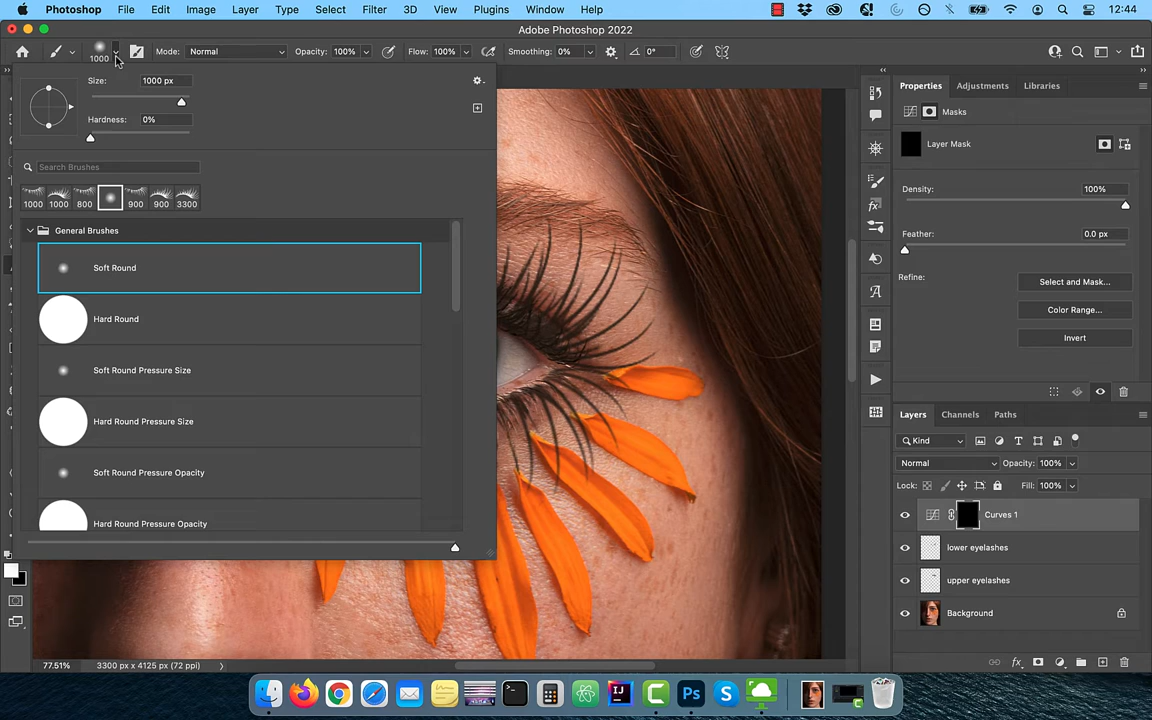 Photoshop File Edit Image Layer Type Select Filter 3D View Plugins Window Help 12:44
Adobe Photoshop 2022
1000 Mode: Normal Opacity: 100% Flow: 100% Smoothing: 0% 0°
Size: 1000 px
Hardness: 0%
Search Brushes
1000 1000 800 900 900 3300
General Brushes
Soft Round
Hard Round
Soft Round Pressure Size
Hard Round Pressure Size
Soft Round Pressure Opacity
Hard Round Pressure Opacity
Properties Adjustments Libraries
Masks
Layer Mask
Density: 100%
Feather: 0.0 px
Refine: Select and Mask...
Color Range...
Invert
Layers Channels Paths
Kind
Normal Opacity: 100%
Lock: Fill: 100%
Curves 1
lower eyelashes
upper eyelashes
Background
fx
77.51% 3300 px x 4125 px (72 ppi)
Ps